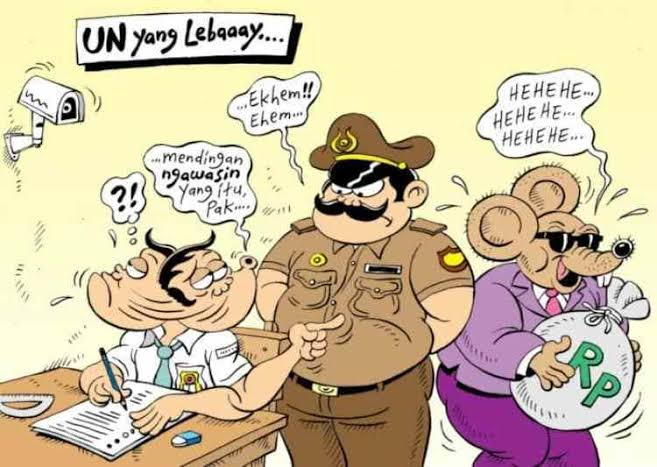 UN yang Lebaaay....
...Ekhem!!
Ehem...
HEHEHE...
HEHEHE...
HEHEHE...
?!
...mendingan
ngawasin
yang itu,
Pak....
RP